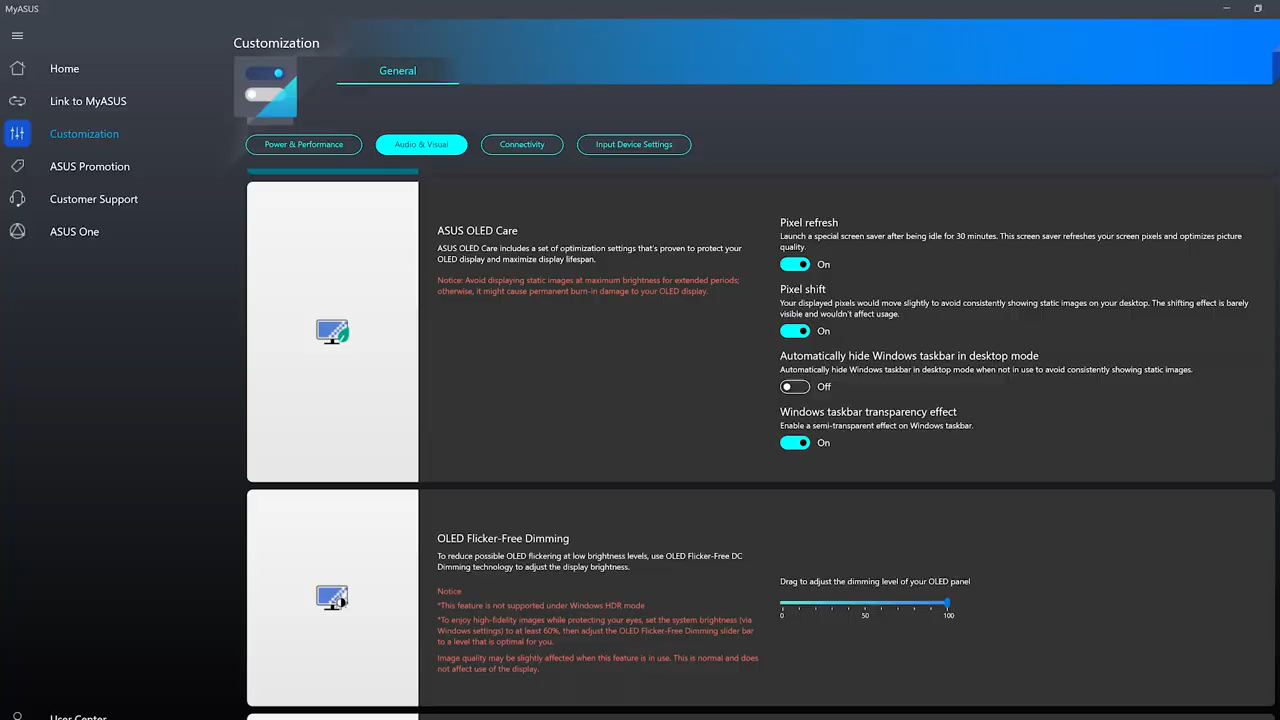 MyASUS
Customization
General
Home
Link to MyASUS
Customization
ASUS Promotion
Customer Support
ASUS One
Power & Performance
Audio & Visual
Connectivity
Input Device Settings
ASUS OLED Care
ASUS OLED Care includes a set of optimization settings that's proven to protect your
OLED display and maximize display lifespan.
Notice: Avoid displaying static images at maximum brightness for extended periods;
otherwise, it might cause permanent burn-in damage to your OLED display.
Pixel refresh
Launch a special screen saver after being idle for 30 minutes. This screen saver refreshes your screen pixels and optimizes picture
quality.
On
Pixel shift
Your displayed pixels would move slightly to avoid consistently showing static images on your desktop. The shifting effect is barely
visible and wouldn't affect usage.
On
Automatically hide Windows taskbar in desktop mode
Automatically hide Windows taskbar in desktop mode when not in use to avoid consistently showing static images.
Off
Windows taskbar transparency effect
Enable a semi-transparent effect on Windows taskbar.
On
OLED Flicker-Free Dimming
To reduce possible OLED flickering at low brightness levels, use OLED Flicker-Free DC
Dimming technology to adjust the display brightness.
Notice
*This feature is not supported under Windows HDR mode
*To enjoy high-fidelity images while protecting your eyes, set the system brightness (via
Windows settings) to at least 60%, then adjust the OLED Flicker-Free Dimming slider bar
to a level that is optimal for you.
Image quality may be slightly affected when this feature is in use. This is normal and does
not affect use of the display.
Drag to adjust the dimming level of your OLED panel
0 50 100
User Center